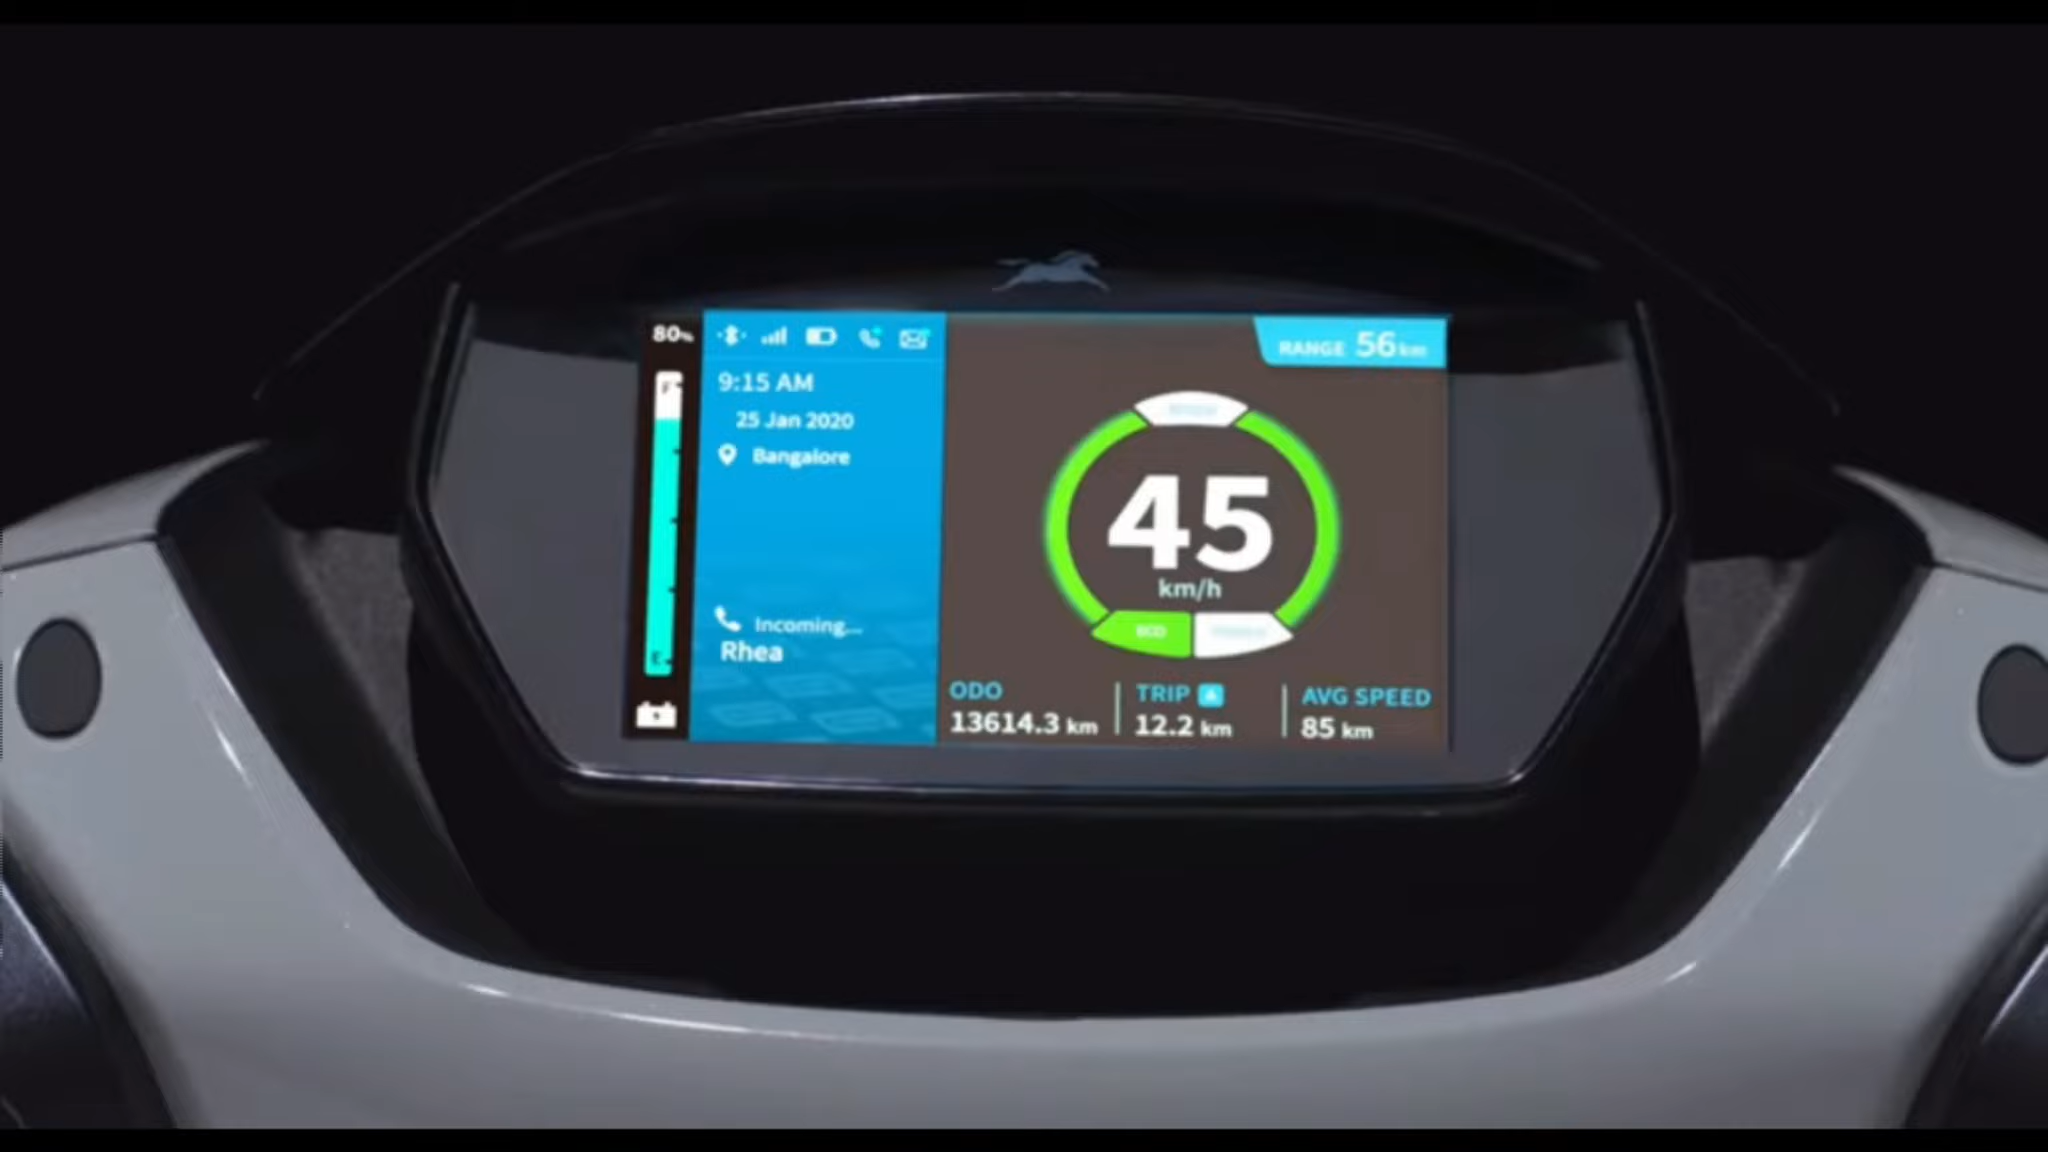 80%
F
E
9:15 AM
25 Jan 2020
Bangalore
Incoming...
Rhea
RANGE 56 km
45
km/h
ECO
ODO
13614.3 km
TRIP A
12.2 km
AVG SPEED
85 km